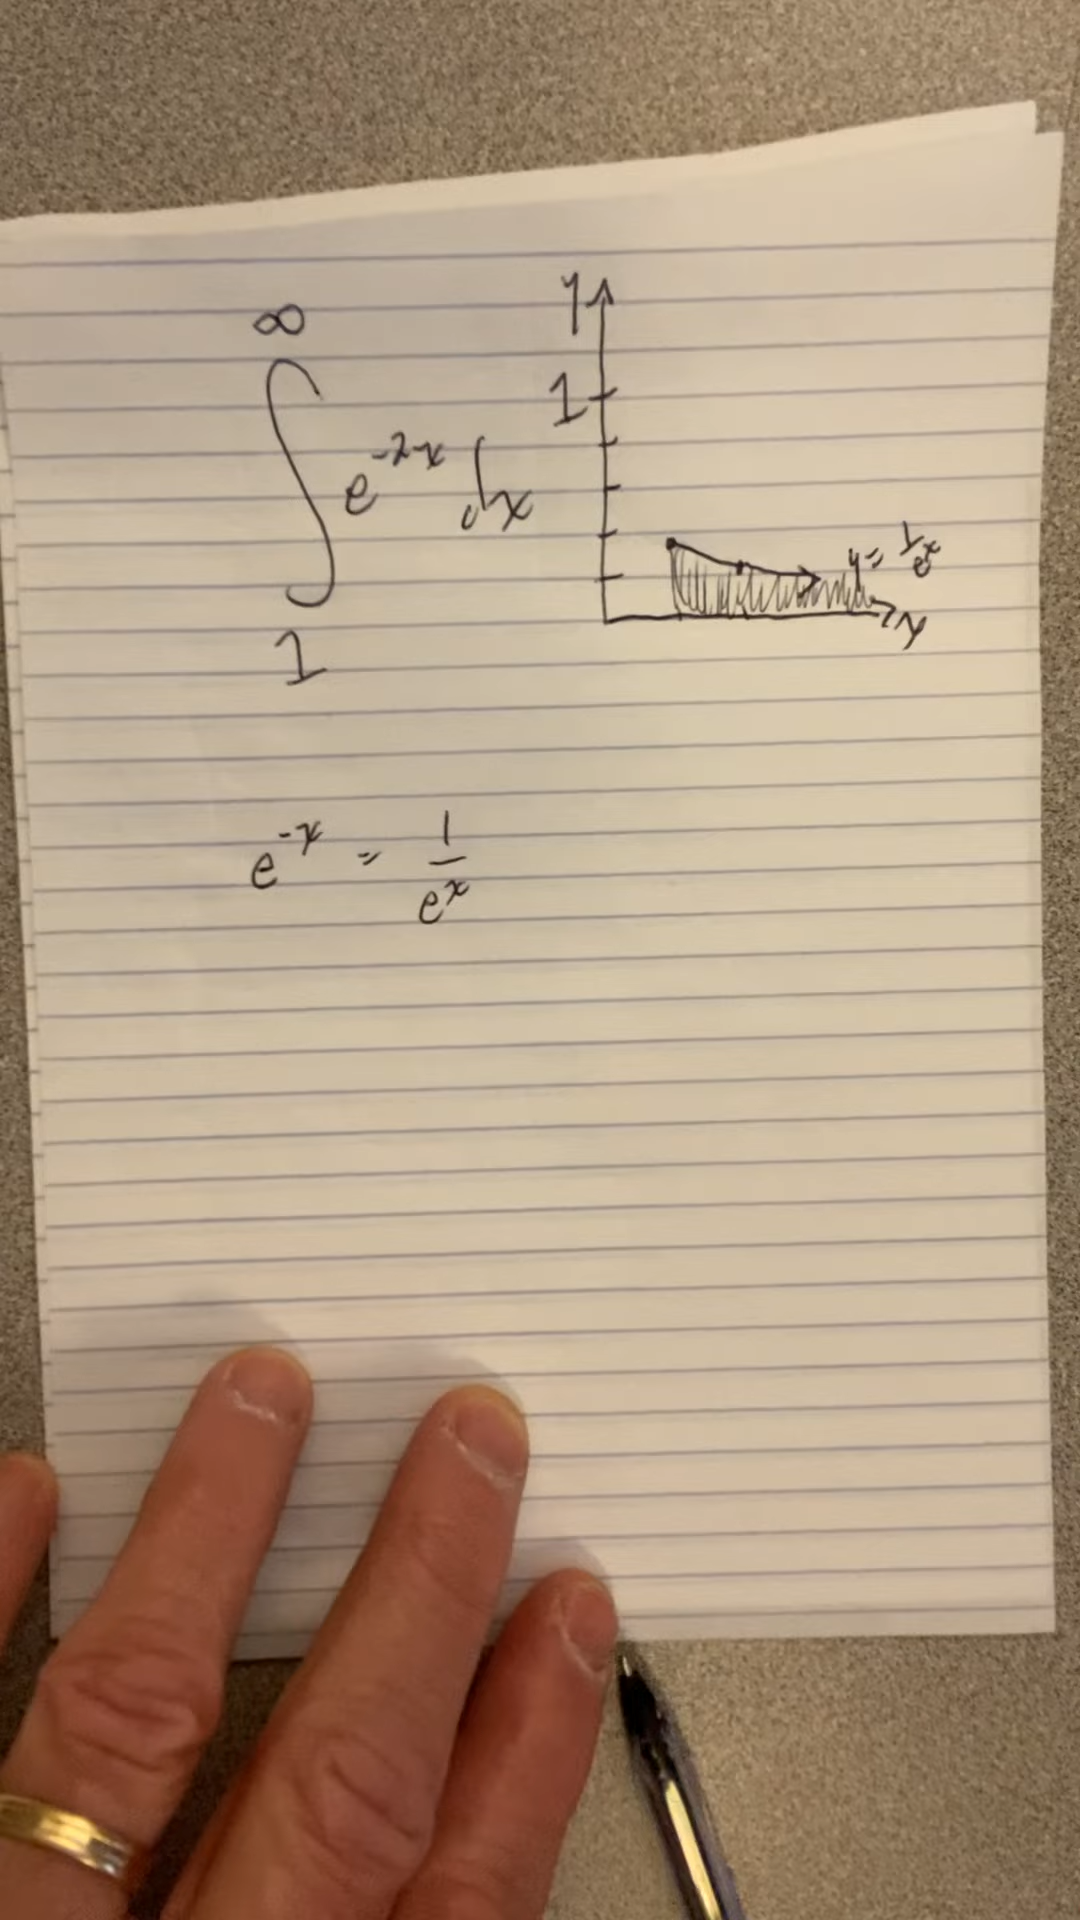 ∞
∫ e^{-2x} dx
1
y
1
y = 1/e^x
x
e^{-x} = 1/e^x